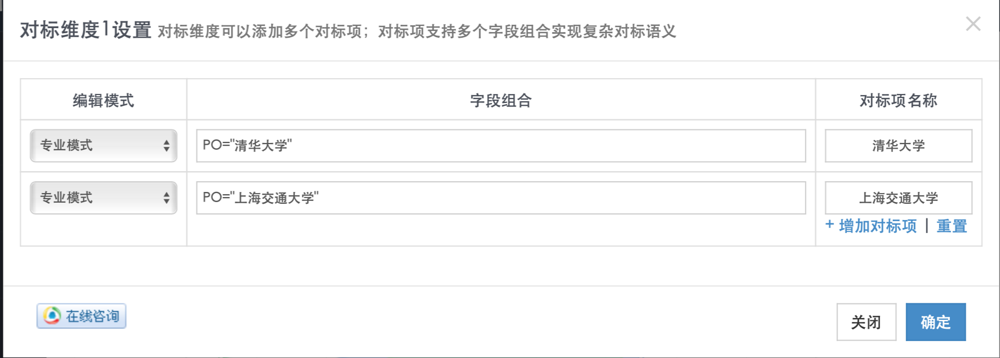 对标维度1设置 对标维度可以添加多个对标项；对标项支持多个字段组合实现复杂对标语义
编辑模式 字段组合 对标项名称
专业模式 PO="清华大学" 清华大学
专业模式 PO="上海交通大学" 上海交通大学
+ 增加对标项 | 重置
在线咨询 关闭 确定